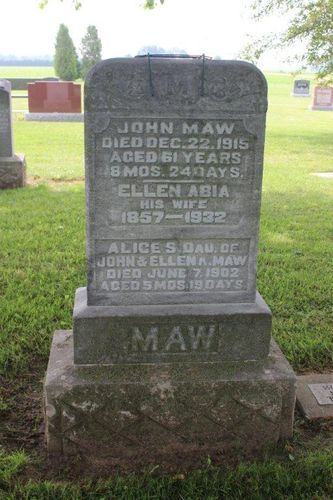 JOHN MAW
DIED DEC. 22, 1915
AGED 61 YEARS
8 MOS. 24 DAYS.
ELLEN ABIA
HIS WIFE
1857—1932
ALICE S. DAU. OF
JOHN & ELLEN A. MAW
DIED JUNE 7, 1902
AGED 5 MOS. 19 DAYS.
MAW